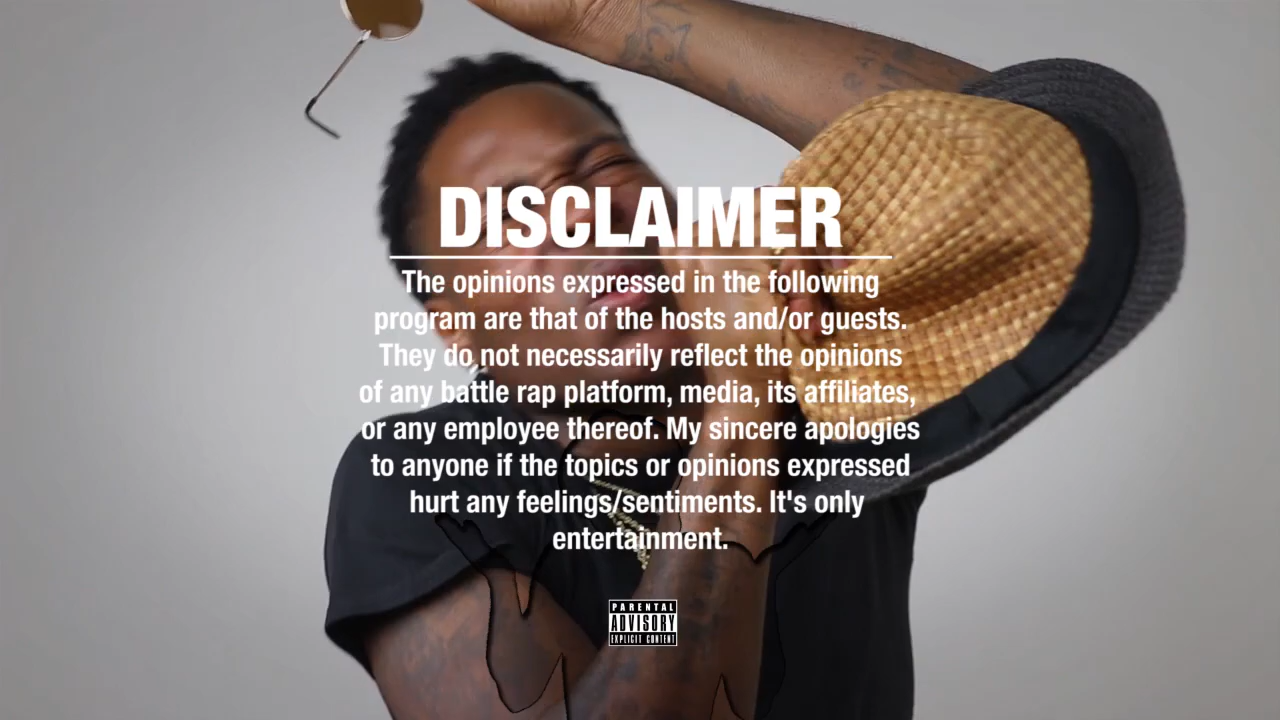 DISCLAIMER
The opinions expressed in the following
program are that of the hosts and/or guests.
They do not necessarily reflect the opinions
of any battle rap platform, media, its affiliates,
or any employee thereof. My sincere apologies
to anyone if the topics or opinions expressed
hurt any feelings/sentiments. It's only
entertainment.
PARENTAL
ADVISORY
EXPLICIT CONTENT